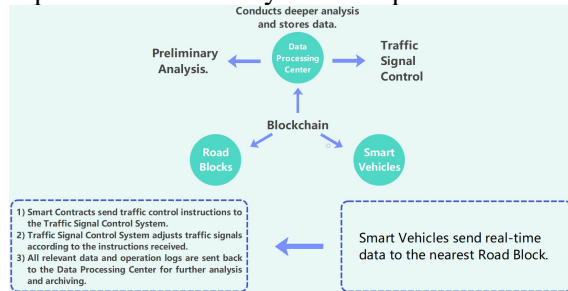 Conducts deeper analysis
and stores data.
Data
Processing
Center
Preliminary
Analysis.
Traffic
Signal
Control
Blockchain
Road
Blocks
Smart
Vehicles
1) Smart Contracts send traffic control instructions to
the Traffic Signal Control System.
2) Traffic Signal Control System adjusts traffic signals
according to the instructions received.
3) All relevant data and operation logs are sent back
to the Data Processing Center for further analysis
and archiving.
Smart Vehicles send real-time
data to the nearest Road Block.